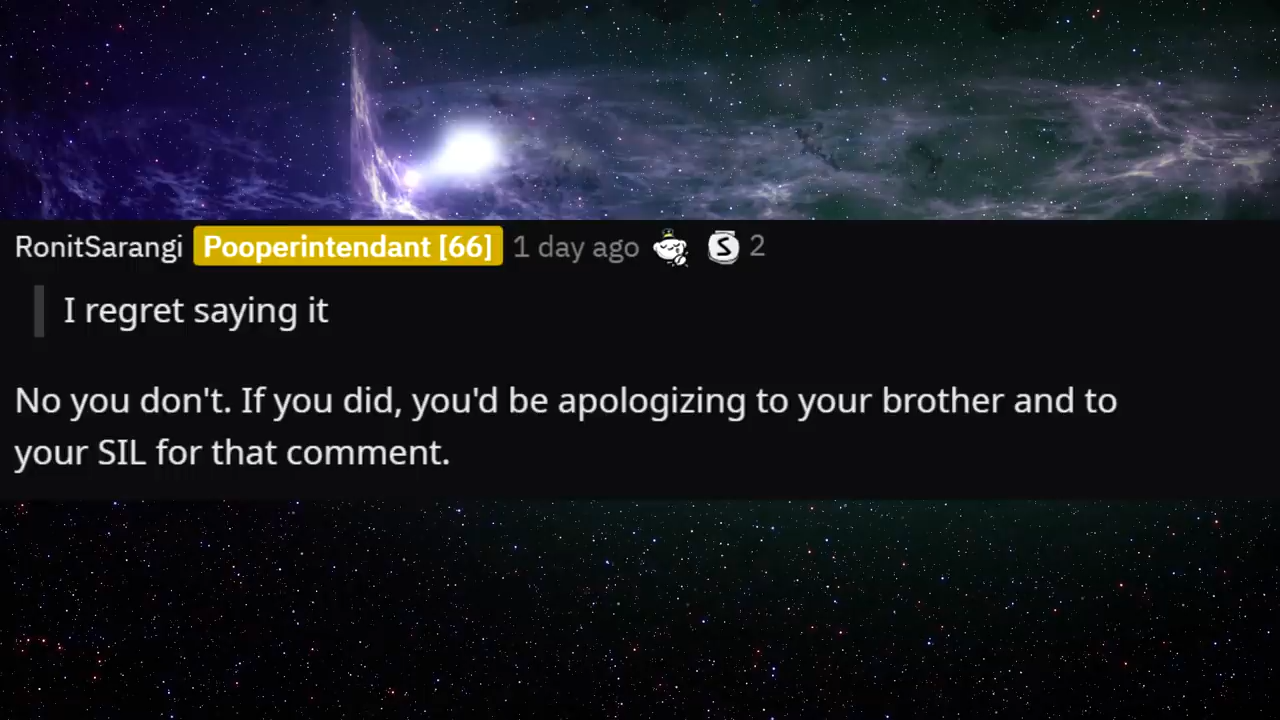 RonitSarangi Pooperintendant [66] 1 day ago S 2
I regret saying it
No you don't. If you did, you'd be apologizing to your brother and to
your SIL for that comment.